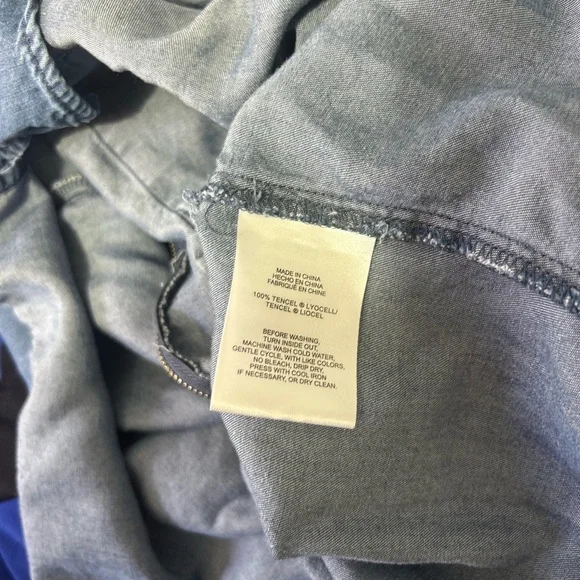 MADE IN CHINA
HECHO EN CHINA
FABRIQUÉ EN CHINE
100% TENCEL ® LYOCELL/
TENCEL ® LIOCEL
BEFORE WASHING,
TURN INSIDE OUT,
MACHINE WASH COLD WATER,
GENTLE CYCLE, WITH LIKE COLORS,
NO BLEACH, DRIP DRY,
PRESS WITH COOL IRON
IF NECESSARY, OR DRY CLEAN.